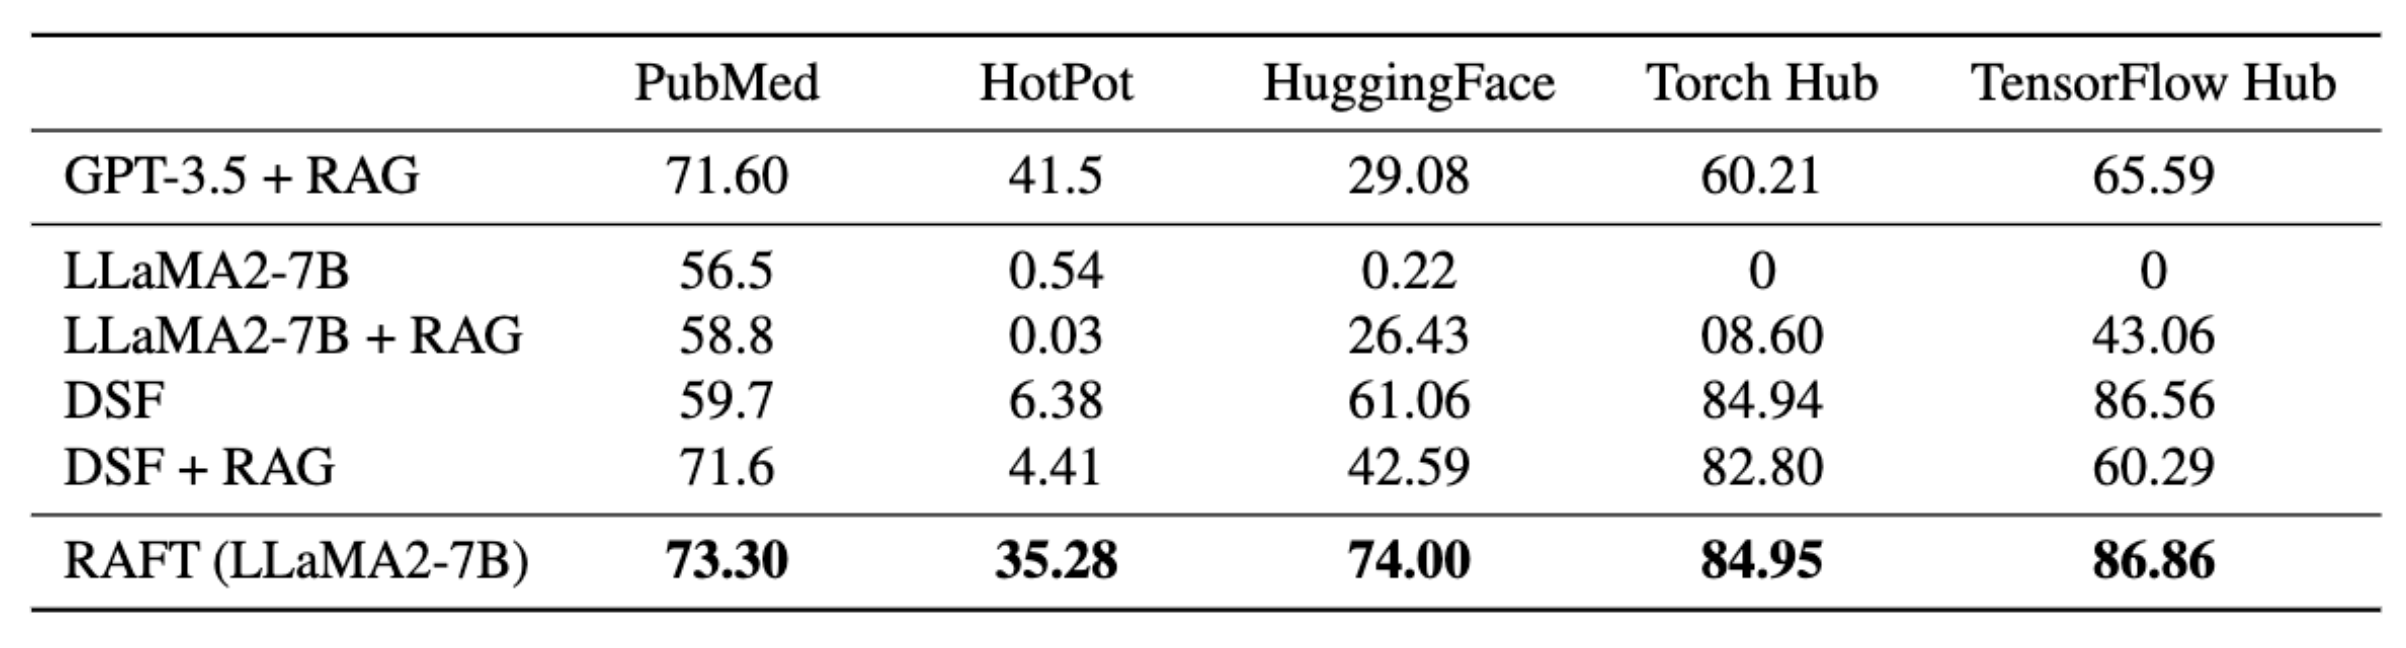 PubMed HotPot HuggingFace Torch Hub TensorFlow Hub
GPT-3.5 + RAG 71.60 41.5 29.08 60.21 65.59
LLaMA2-7B 56.5 0.54 0.22 0 0
LLaMA2-7B + RAG 58.8 0.03 26.43 08.60 43.06
DSF 59.7 6.38 61.06 84.94 86.56
DSF + RAG 71.6 4.41 42.59 82.80 60.29
RAFT (LLaMA2-7B) 73.30 35.28 74.00 84.95 86.86